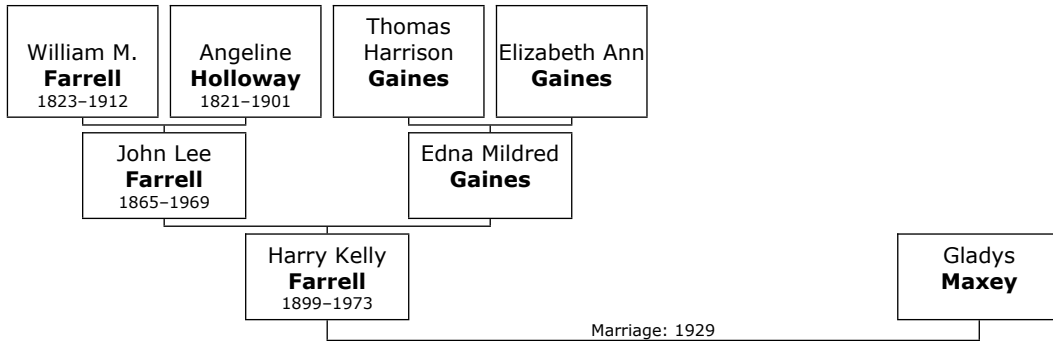 William M.
Farrell
1823–1912
Angeline
Holloway
1821–1901
Thomas
Harrison
Gaines
Elizabeth Ann
Gaines
John Lee
Farrell
1865–1969
Edna Mildred
Gaines
Harry Kelly
Farrell
1899–1973
Gladys
Maxey
Marriage: 1929